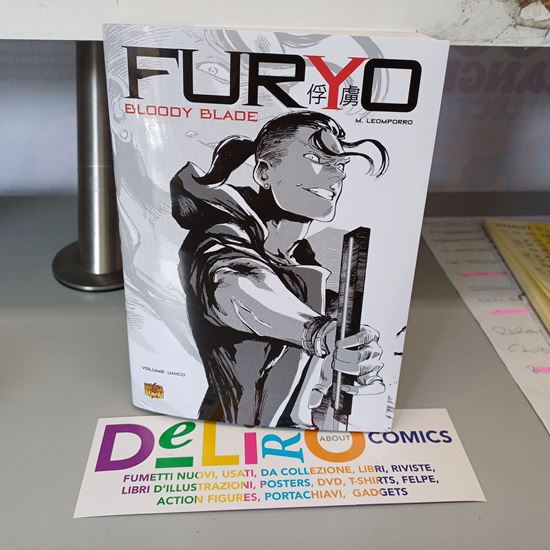 FURYO
俘虜
BLOODY BLADE
M. LEOMPORRO
VOLUME UNICO
DeLiRO ABOUT COMICS
FUMETTI NUOVI, USATI, DA COLLEZIONE, LIBRI, RIVISTE,
LIBRI D'ILLUSTRAZIONI, POSTERS, DVD, T-SHIRTS, FELPE,
ACTION FIGURES, PORTACHIAVI, GADGETS